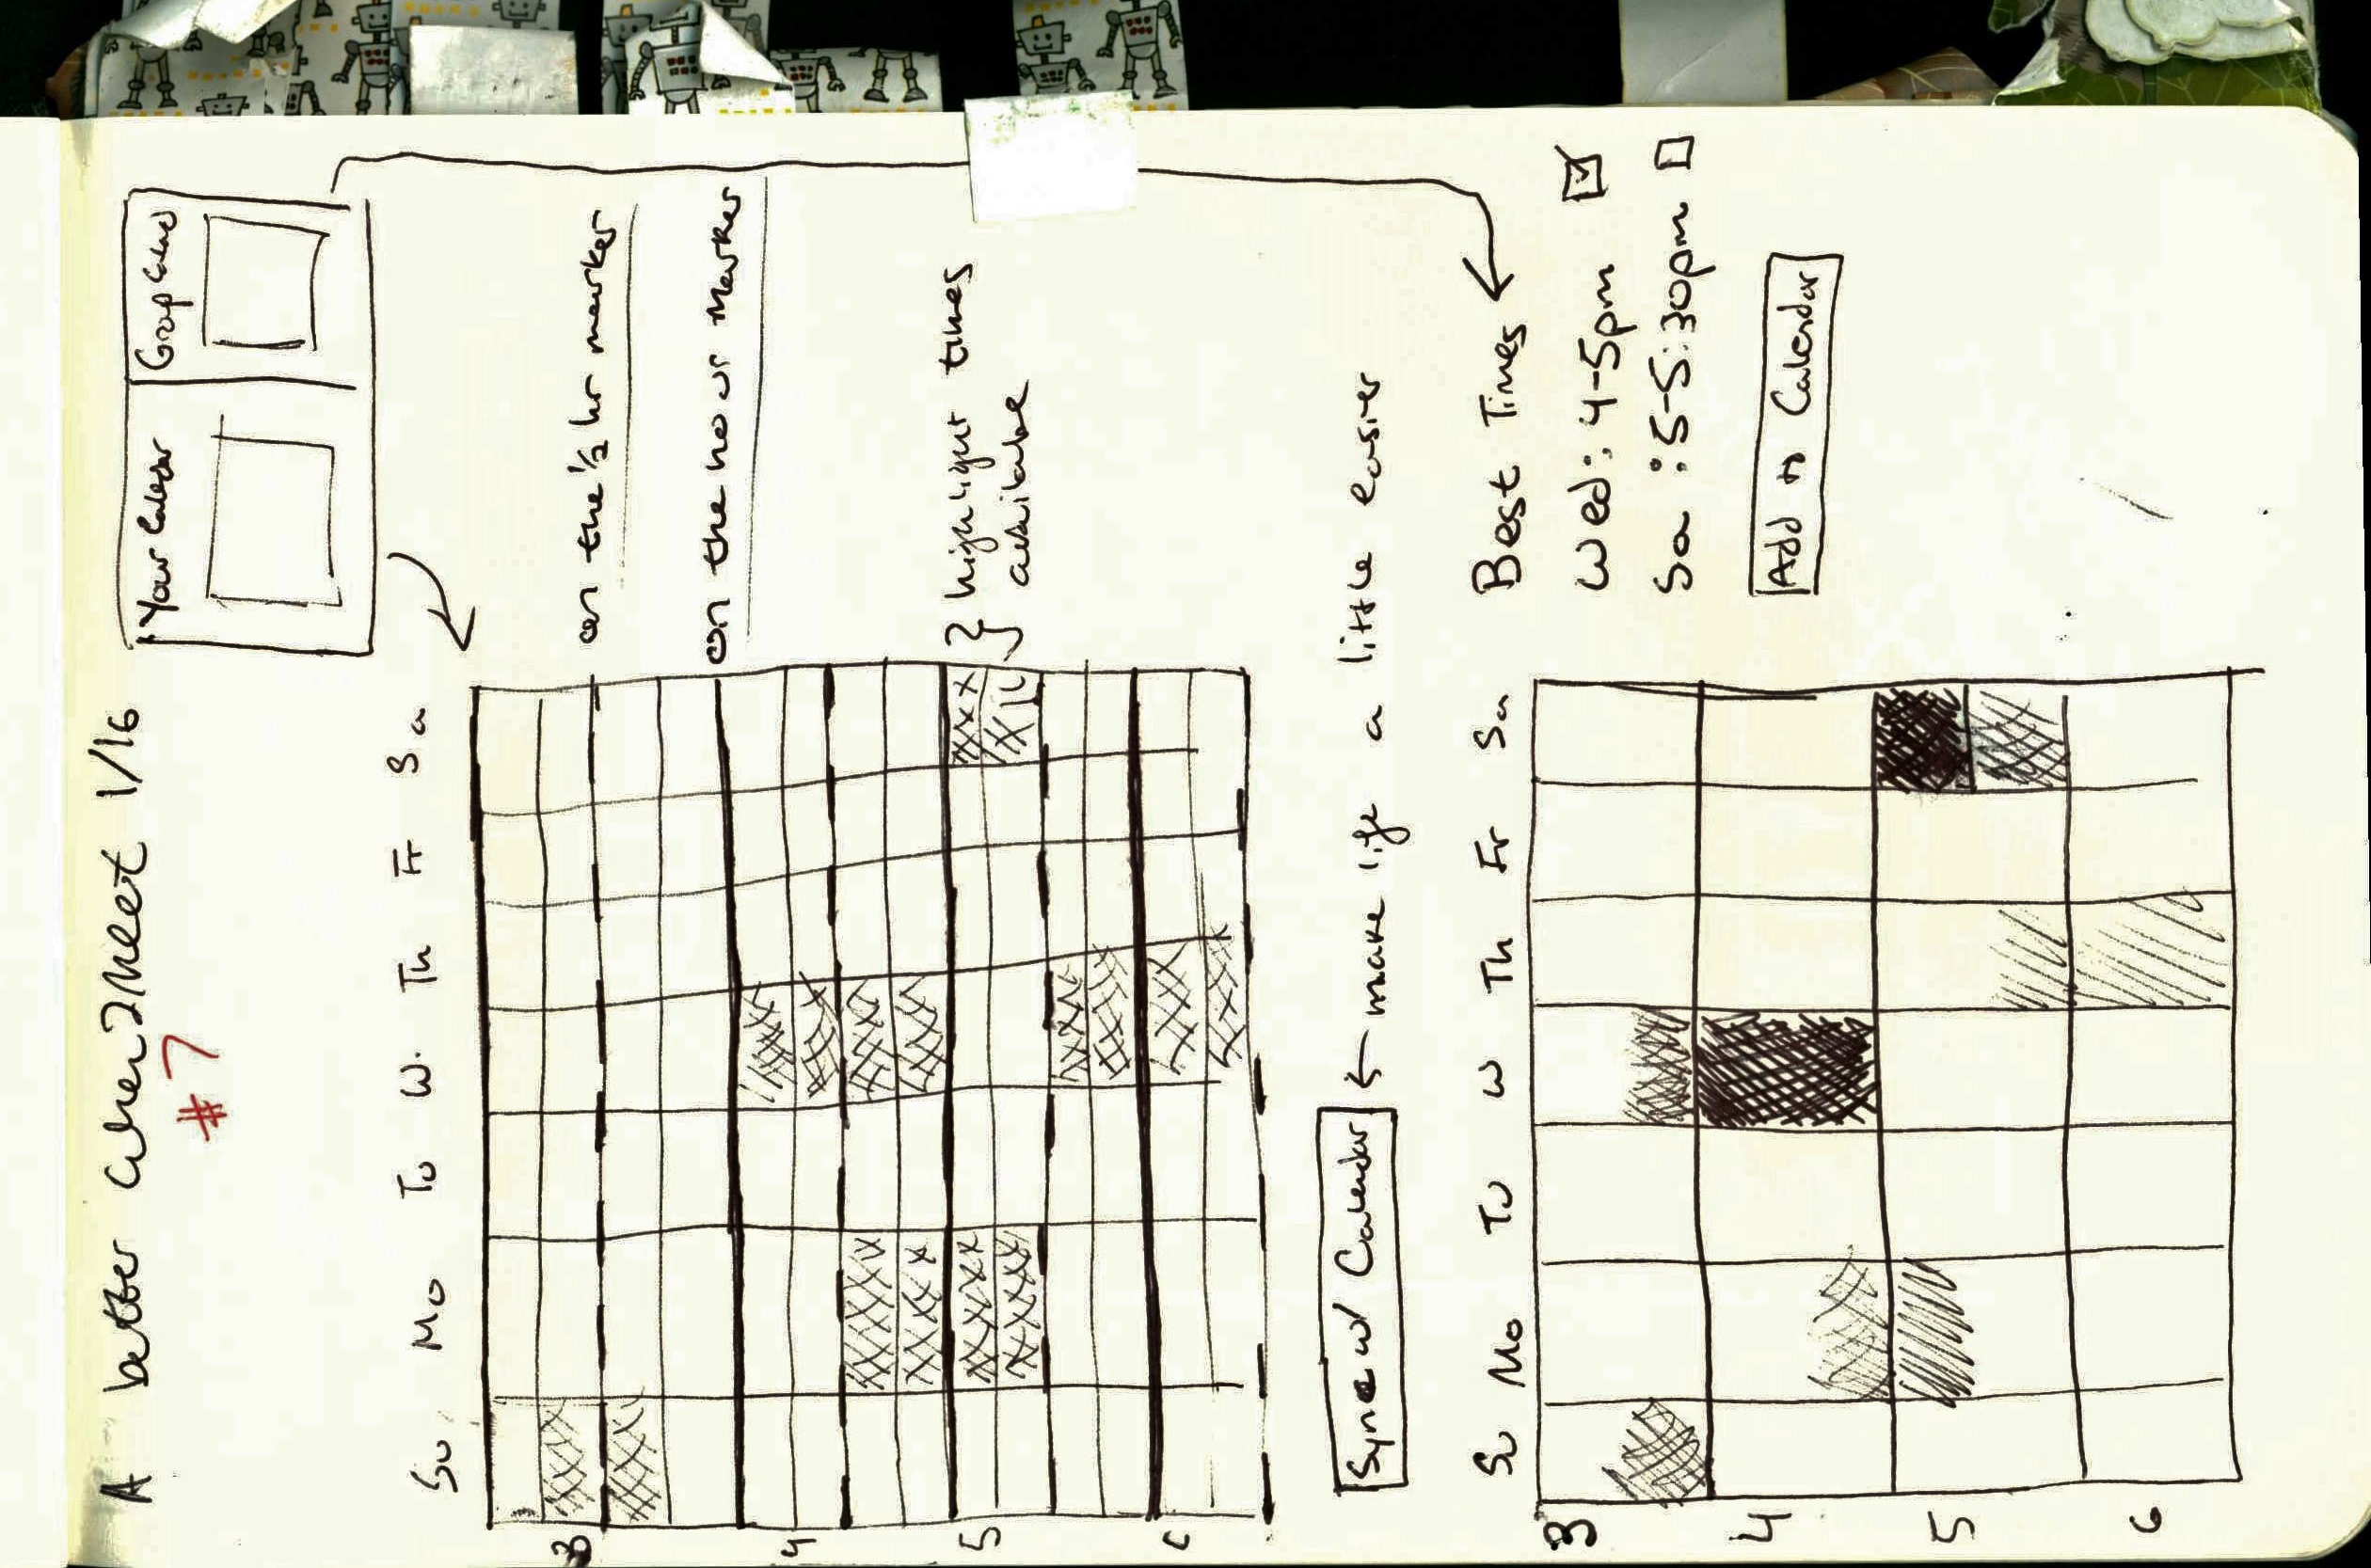 A better when2meet 1/16
#7
Your Calendar
Group Calendar
Su Mo Tu W. Th Fr Sa
3
4
5
6
on the ½ hr marker
on the hour marker
} highlight times
available
Sync w/ Calendar ← make life a little easier
Su Mo Tu W Th Fr Sa
3
4
5
6
Best Times
Wed: 4-5pm
Sa: 5-5:30pm
Add to Calendar